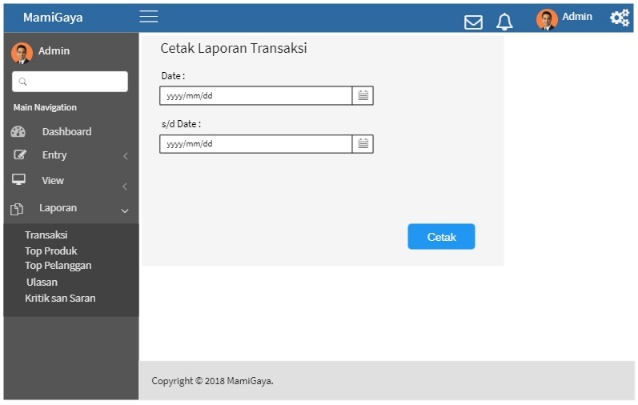 MamiGaya
Admin
Admin
Main Navigation
Dashboard
Entry
View
Laporan
Transaksi
Top Produk
Top Pelanggan
Ulasan
Kritik san Saran
Cetak Laporan Transaksi
Date :
yyyy/mm/dd
s/d Date :
yyyy/mm/dd
Cetak
Copyright © 2018 MamiGaya.